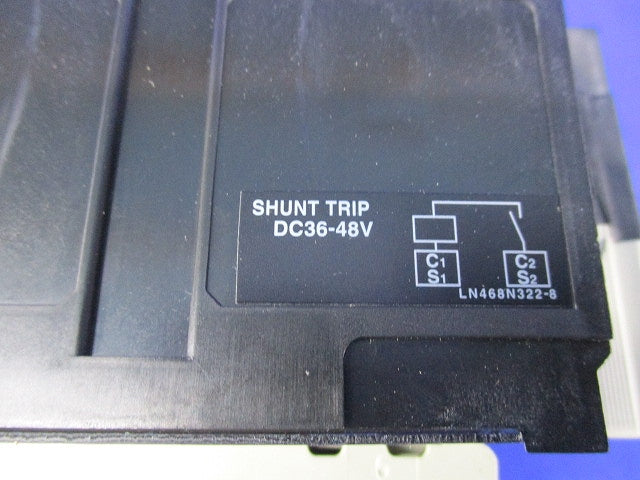 SHUNT TRIP
DC36-48V
C1 C2
S1 S2
LN468N322-8